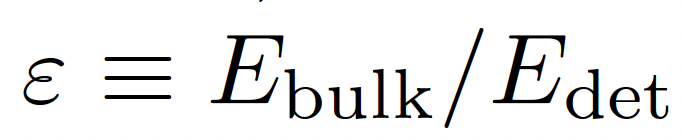 ε ≡ E_bulk/E_det